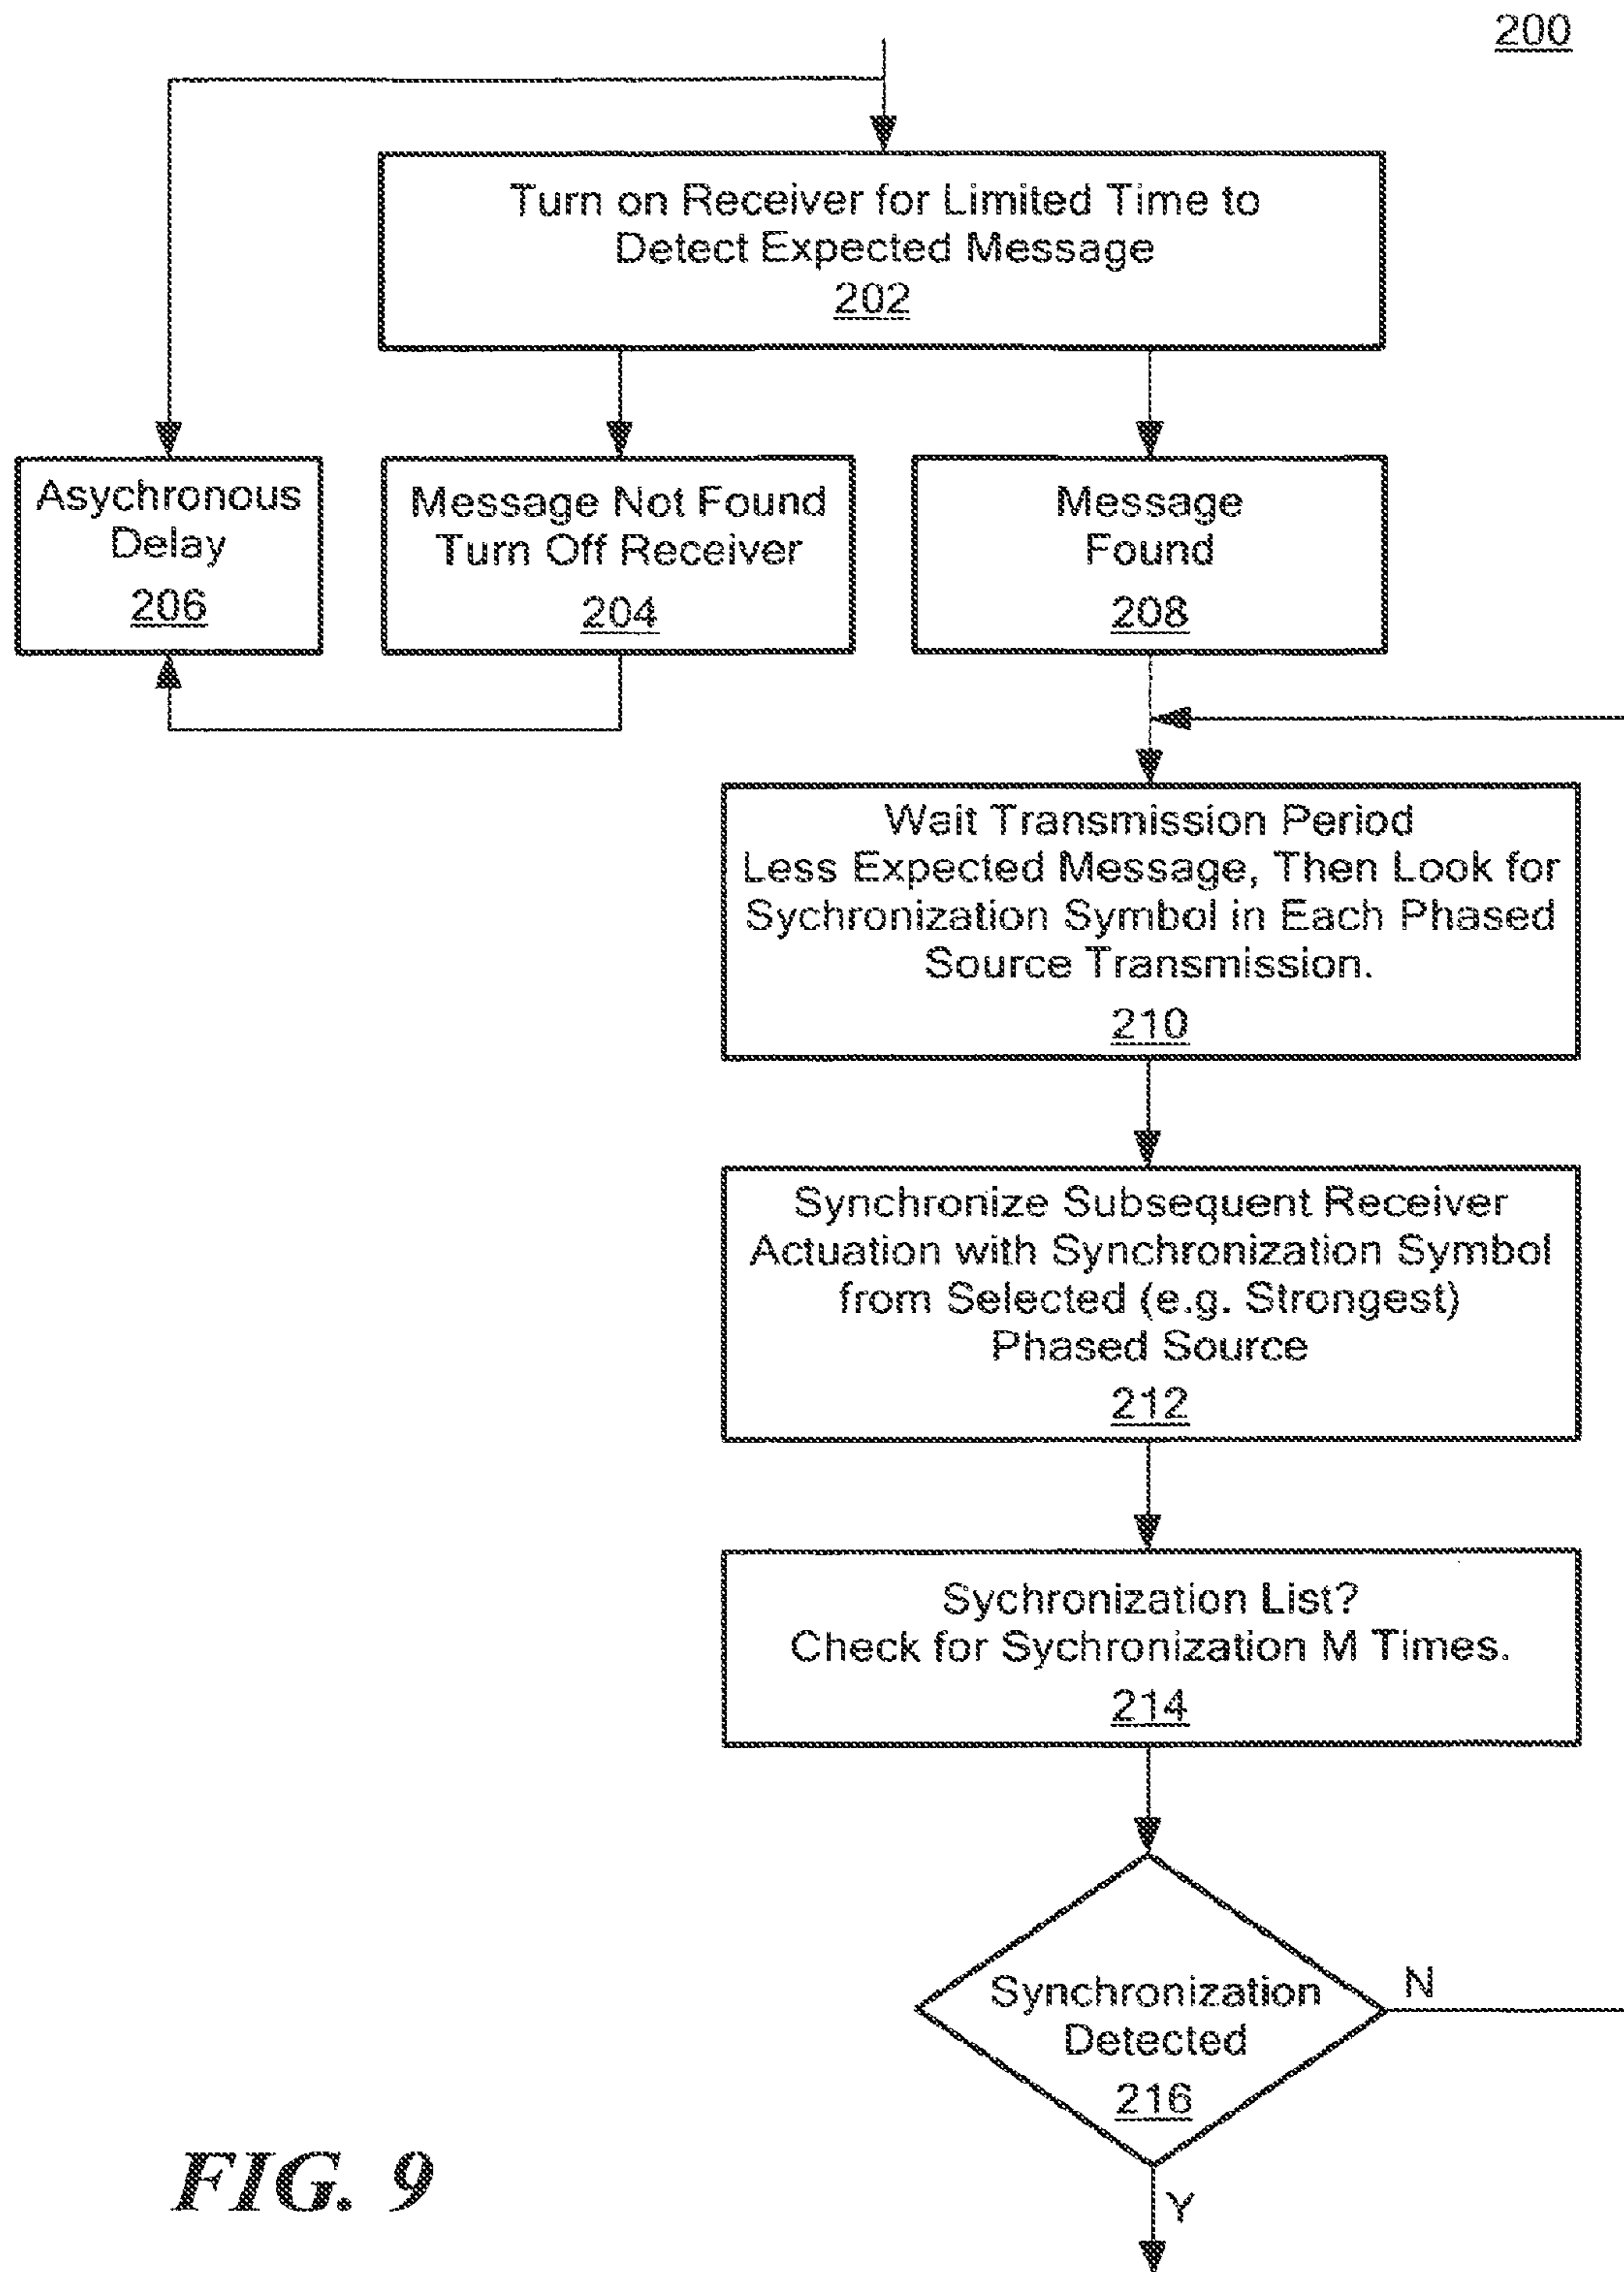 200
Turn on Receiver for Limited Time to
Detect Expected Message
202
Asychronous
Delay
206
Message Not Found
Turn Off Receiver
204
Message
Found
208
Wait Transmission Period
Less Expected Message, Then Look for
Sychronization Symbol in Each Phased
Source Transmission.
210
Synchronize Subsequent Receiver
Actuation with Synchronization Symbol
from Selected (e.g. Strongest)
Phased Source
212
Sychronization List?
Check for Sychronization M Times.
214
Synchronization
Detected
216
N
Y
FIG. 9